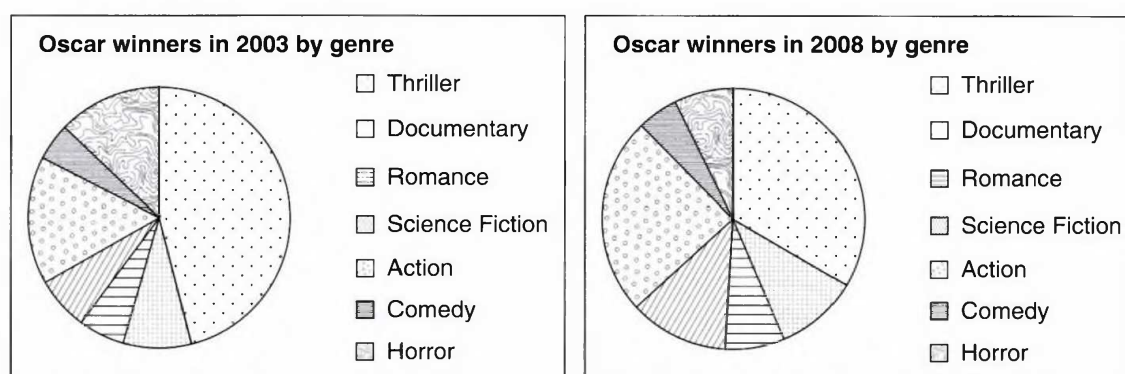 Oscar winners in 2003 by genre
Thriller
Documentary
Romance
Science Fiction
Action
Comedy
Horror
Oscar winners in 2008 by genre
Thriller
Documentary
Romance
Science Fiction
Action
Comedy
Horror